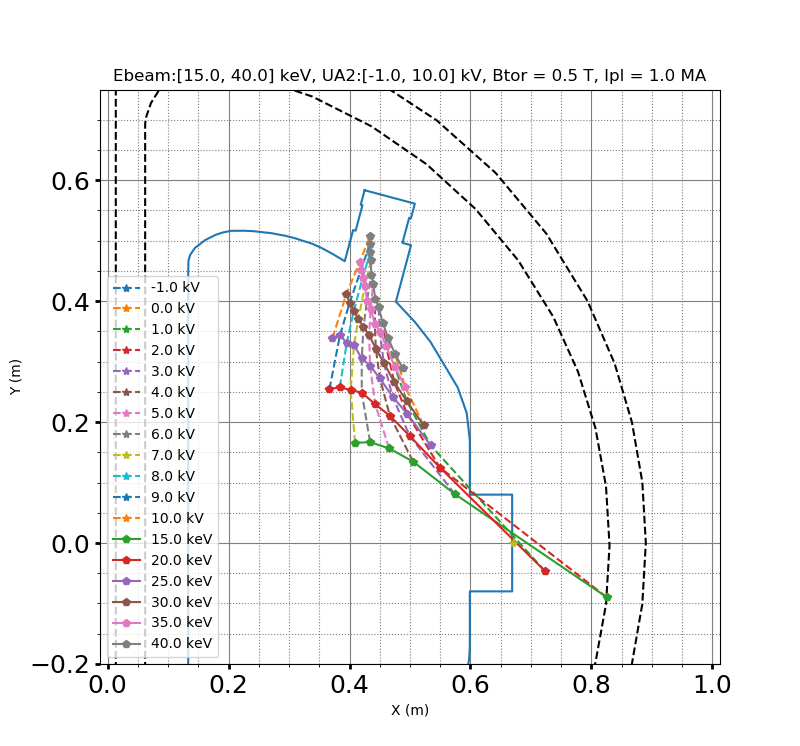 Ebeam:[15.0, 40.0] keV, UA2:[-1.0, 10.0] kV, Btor = 0.5 T, Ipl = 1.0 MA
Y (m)
0.6
0.4
0.2
0.0
−0.2
-1.0 kV
0.0 kV
1.0 kV
2.0 kV
3.0 kV
4.0 kV
5.0 kV
6.0 kV
7.0 kV
8.0 kV
9.0 kV
10.0 kV
15.0 keV
20.0 keV
25.0 keV
30.0 keV
35.0 keV
40.0 keV
0.0 0.2 0.4 0.6 0.8 1.0
X (m)